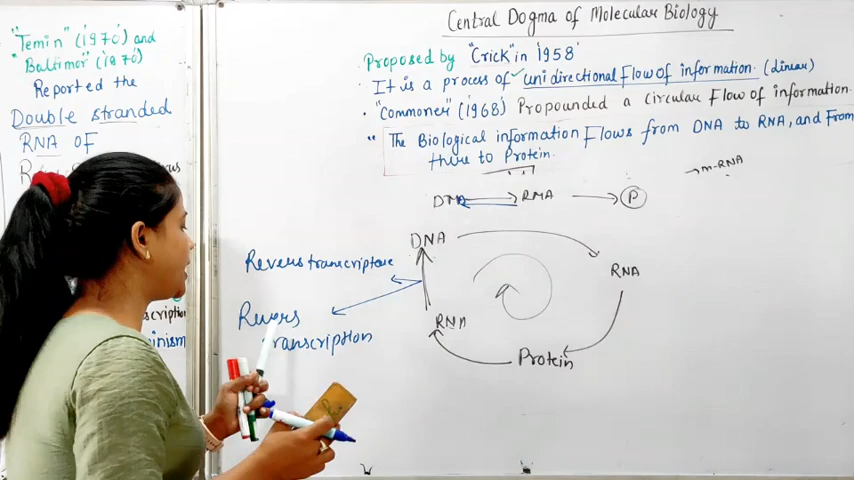 "Temin" (1970) and
"Baltimor" (1970)
Reported the
Double stranded
RNA OF
cription
inism
Central Dogma of Molecular Biology
Proposed by "Crick" in 1958
It is a process of unidirectional Flow of information. (linear)
"Commoner" (1968) Propounded a circular Flow of information.
"The Biological information Flows from DNA to RNA, and From
there to Protein.
m-RNA
DNA RNA P
DNA
RNA
Revers transcriptase
Revers
transcription
RNA
Protein